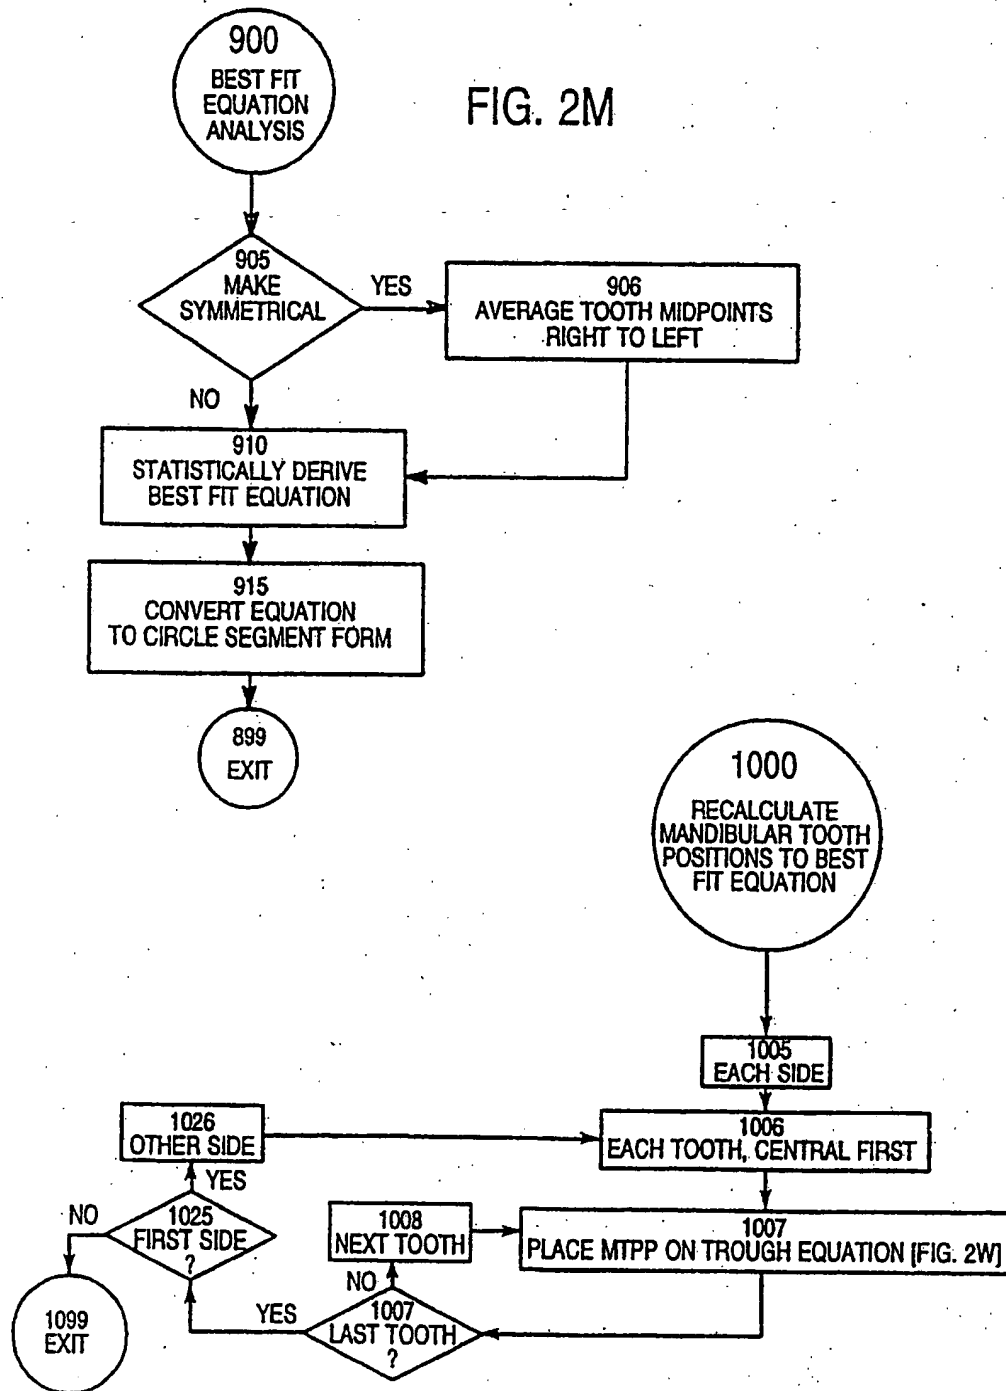 900
BEST FIT
EQUATION
ANALYSIS
FIG. 2M
905
MAKE
SYMMETRICAL
YES
906
AVERAGE TOOTH MIDPOINTS
RIGHT TO LEFT
NO
910
STATISTICALLY DERIVE
BEST FIT EQUATION
915
CONVERT EQUATION
TO CIRCLE SEGMENT FORM
899
EXIT
1000
RECALCULATE
MANDIBULAR TOOTH
POSITIONS TO BEST
FIT EQUATION
1005
EACH SIDE
1006
EACH TOOTH, CENTRAL FIRST
1007
PLACE MTPP ON TROUGH EQUATION [FIG. 2W]
1008
NEXT TOOTH
NO
1007
LAST TOOTH
?
YES
1026
OTHER SIDE
YES
1025
FIRST SIDE
?
NO
1099
EXIT